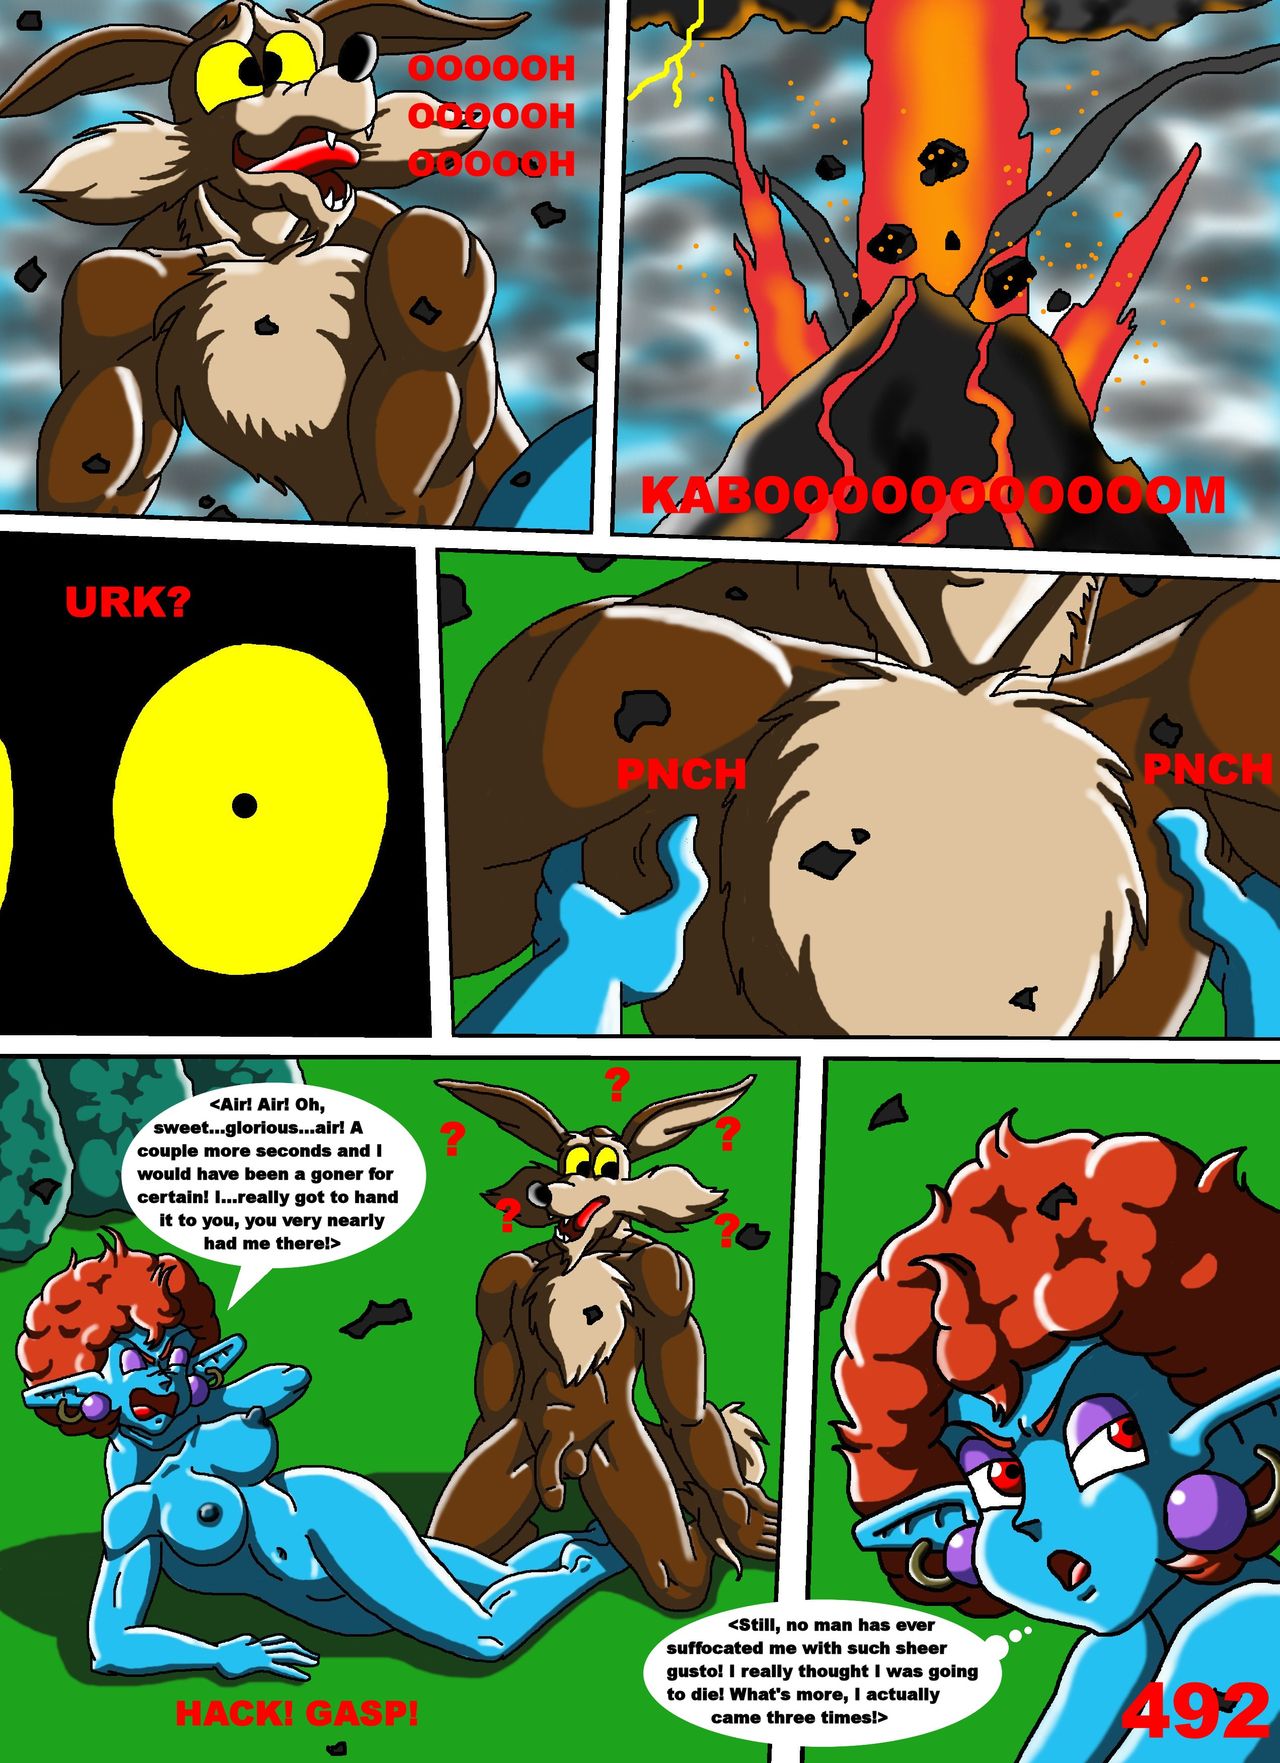 OOOOOH
OOOOOH
OOOOOH
KABOOOOOOOOOOOOM
URK?
PNCH
PNCH
?
?
?
?
?
<Air! Air! Oh,
sweet...glorious...air! A
couple more seconds and I
would have been a goner for
certain! I...really got to hand
it to you, you very nearly
had me there!>
HACK! GASP!
<Still, no man has ever
suffocated me with such sheer
gusto! I really thought I was going
to die! What's more, I actually
came three times!>
492